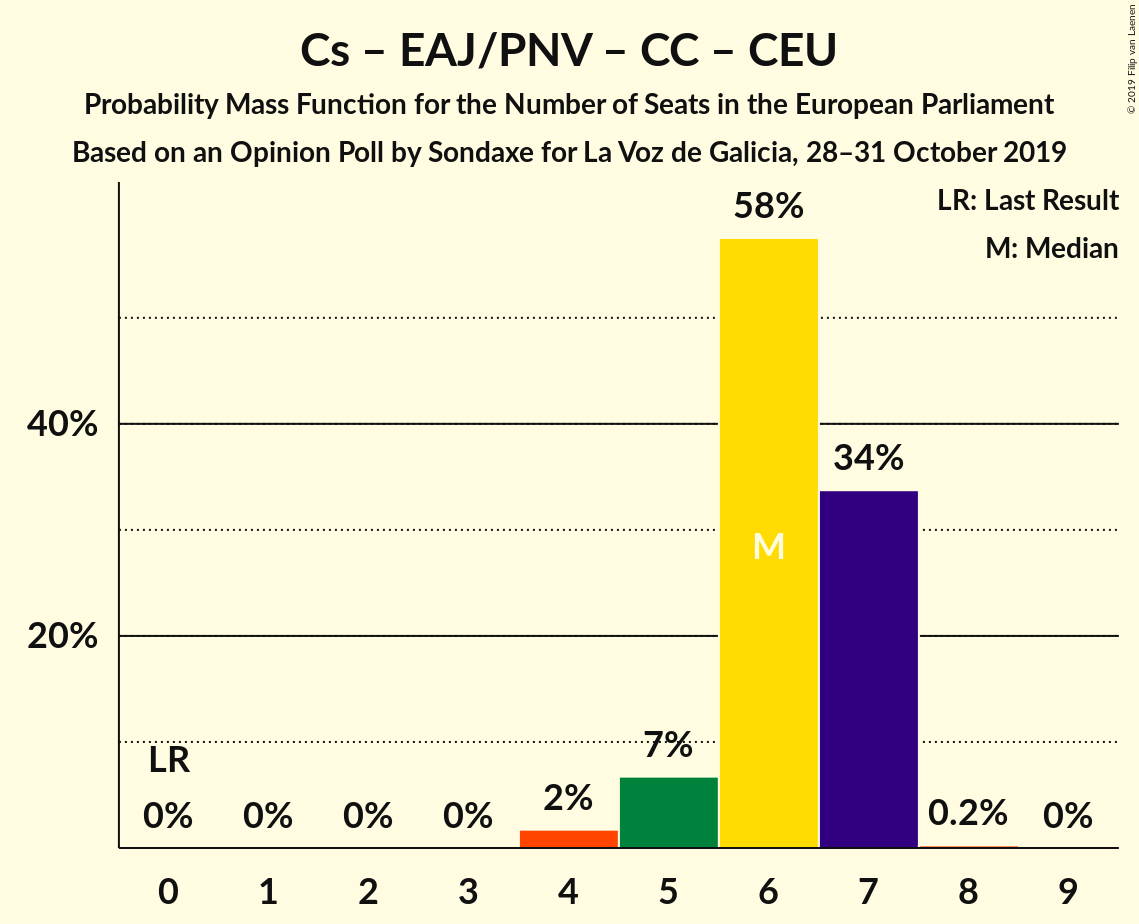 Cs – EAJ/PNV – CC – CEU
Probability Mass Function for the Number of Seats in the European Parliament
Based on an Opinion Poll by Sondaxe for La Voz de Galicia, 28–31 October 2019
© 2019 Filip van Laenen
LR: Last Result
M: Median
58%
40%
34%
M
20%
LR
7%
0%
0%
0%
0%
2%
0.2%
0%
0
1
2
3
4
5
6
7
8
9